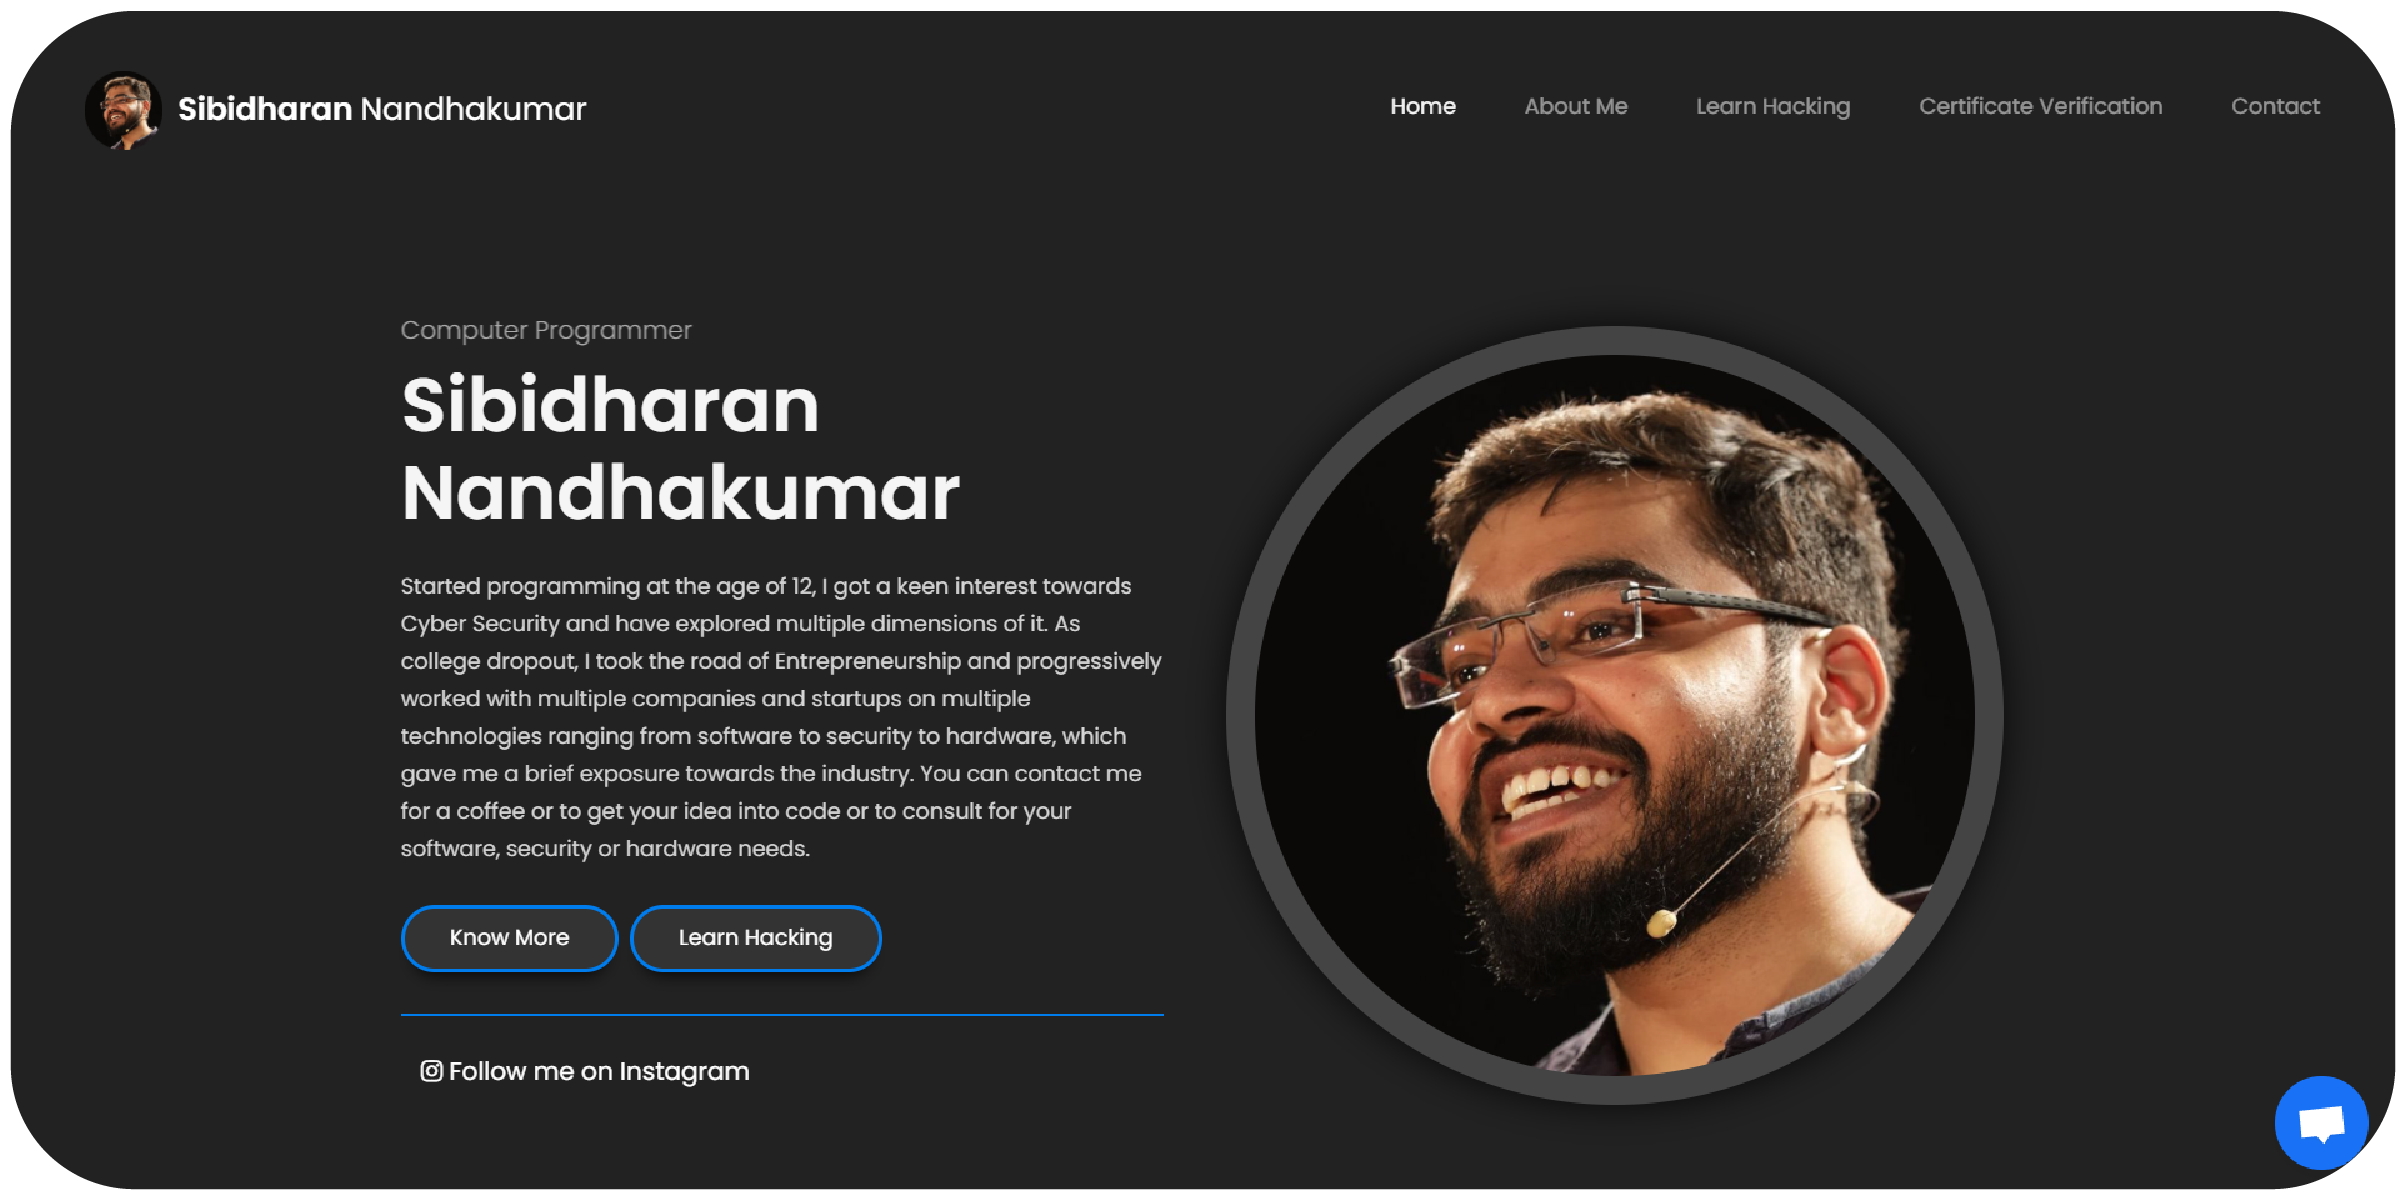 Sibidharan Nandhakumar
Home
About Me
Learn Hacking
Certificate Verification
Contact
Computer Programmer
Sibidharan
Nandhakumar
Started programming at the age of 12, I got a keen interest towards
Cyber Security and have explored multiple dimensions of it. As
college dropout, I took the road of Entrepreneurship and progressively
worked with multiple companies and startups on multiple
technologies ranging from software to security to hardware, which
gave me a brief exposure towards the industry. You can contact me
for a coffee or to get your idea into code or to consult for your
software, security or hardware needs.
Know More
Learn Hacking
Follow me on Instagram